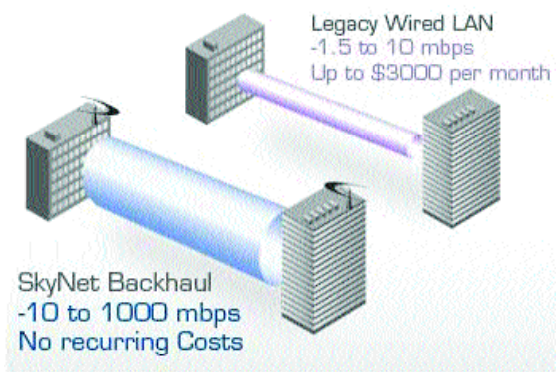 Legacy Wired LAN
-1.5 to 10 mbps
Up to $3000 per month
SkyNet Backhaul
-10 to 1000 mbps
No recurring Costs